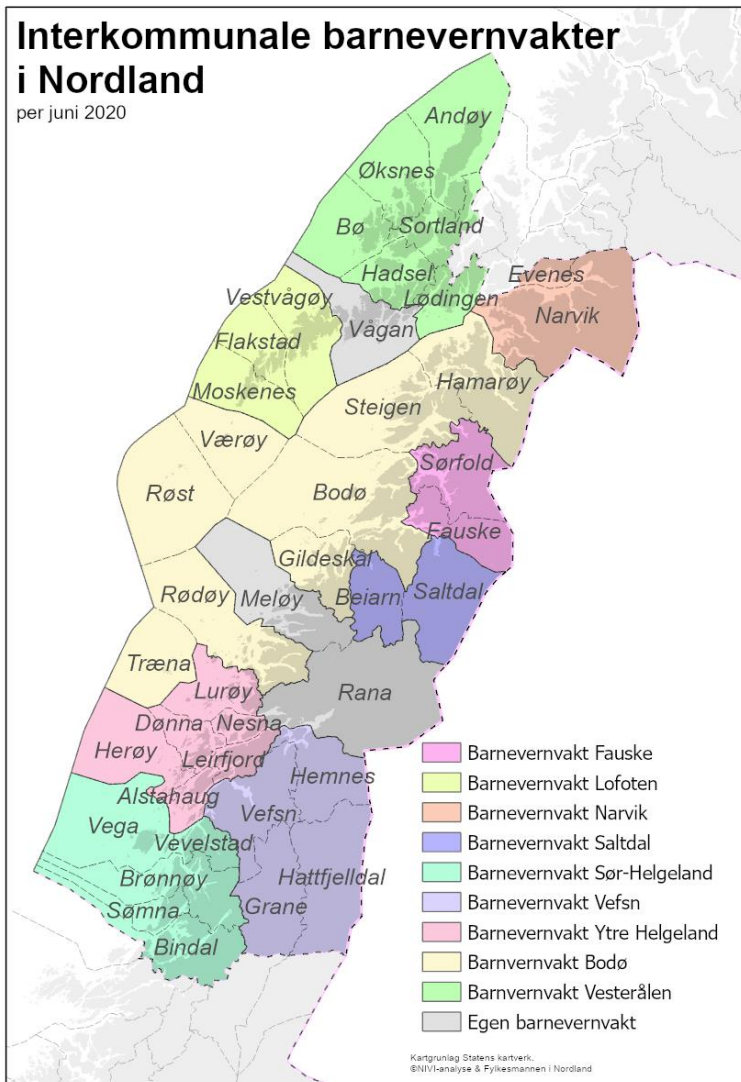 Interkommunale barnevernvakter
i Nordland
per juni 2020
Andøy
Øksnes
Bø
Sortland
Hadsel
Lødingen
Evenes
Narvik
Vestvågøy
Vågan
Flakstad
Moskenes
Hamarøy
Steigen
Værøy
Røst
Bodø
Sørfold
Fauske
Gildeskål
Beiarn
Saltdal
Meløy
Rødøy
Træna
Rana
Lurøy
Dønna
Nesna
Herøy
Leirfjord
Hemnes
Alstahaug
Vefsn
Vega
Vevelstad
Brønnøy
Hattfjelldal
Sømna
Grane
Bindal
Barnevernvakt Fauske
Barnevernvakt Lofoten
Barnevernvakt Narvik
Barnevernvakt Saltdal
Barnevernvakt Sør-Helgeland
Barnevernvakt Vefsn
Barnevernvakt Ytre Helgeland
Barnvernvakt Bodø
Barnvernvakt Vesterålen
Egen barnevernvakt
Kartgrunlag Statens kartverk.
©NIVI-analyse & Fylkesmannen i Nordland